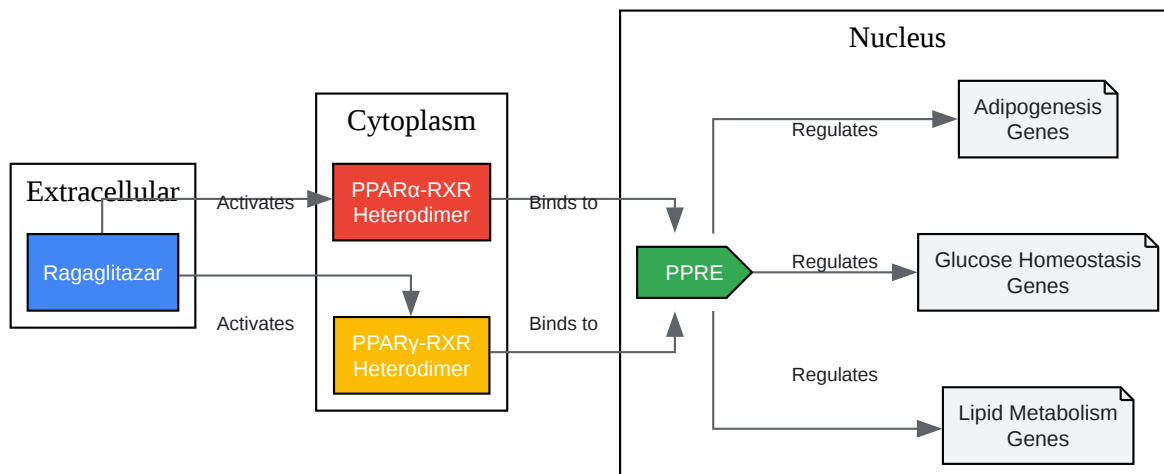 Nucleus
Adipogenesis
Genes
Regulates
Cytoplasm
Extracellular
PPARα-RXR
Heterodimer
Activates
Binds to
Ragaglitazar
PPRE
Regulates
Glucose Homeostasis
Genes
Activates
Binds to
PPARγ-RXR
Heterodimer
Regulates
Lipid Metabolism
Genes